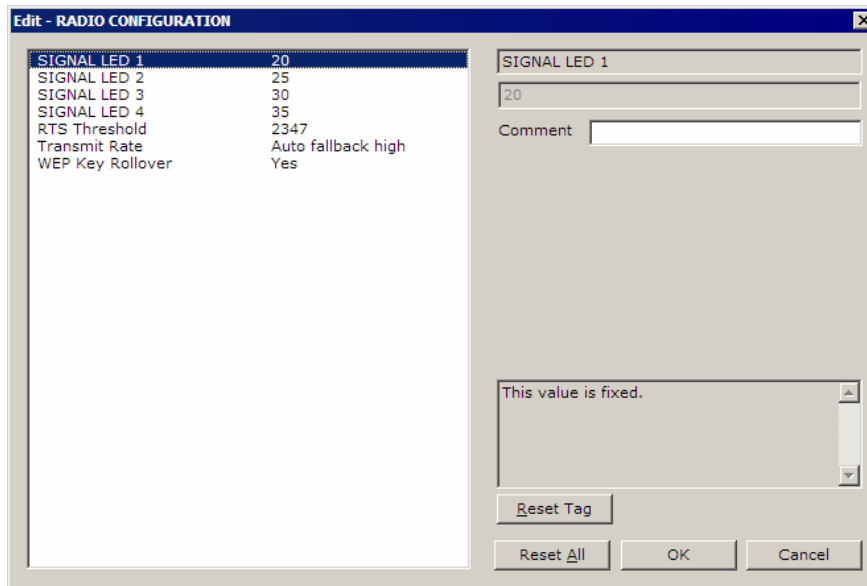 Edit - RADIO CONFIGURATION
SIGNAL LED 1 20
SIGNAL LED 2 25
SIGNAL LED 3 30
SIGNAL LED 4 35
RTS Threshold 2347
Transmit Rate Auto fallback high
WEP Key Rollover Yes
SIGNAL LED 1
20
Comment
This value is fixed.
Reset Tag
Reset All OK Cancel